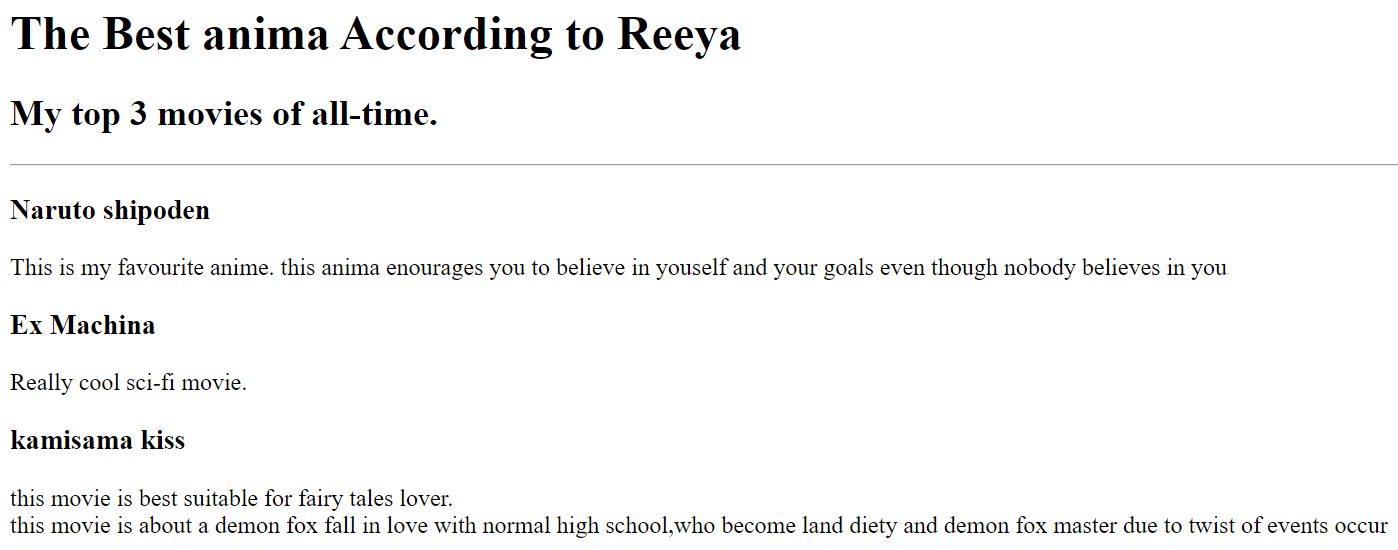 The Best anima According to Reeya
My top 3 movies of all-time.
Naruto shipoden
This is my favourite anime. this anima enourages you to believe in youself and your goals even though nobody believes in you
Ex Machina
Really cool sci-fi movie.
kamisama kiss
this movie is best suitable for fairy tales lover.
this movie is about a demon fox fall in love with normal high school,who become land diety and demon fox master due to twist of events occur